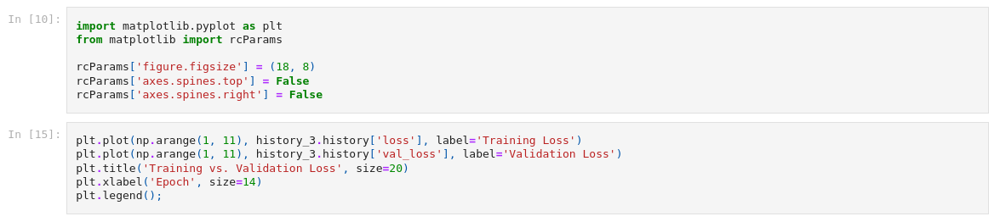 In [10]:
import matplotlib.pyplot as plt
from matplotlib import rcParams
rcParams['figure.figsize'] = (18, 8)
rcParams['axes.spines.top'] = False
rcParams['axes.spines.right'] = False
In [15]:
plt.plot(np.arange(1, 11), history_3.history['loss'], label='Training Loss')
plt.plot(np.arange(1, 11), history_3.history['val_loss'], label='Validation Loss')
plt.title('Training vs. Validation Loss', size=20)
plt.xlabel('Epoch', size=14)
plt.legend();